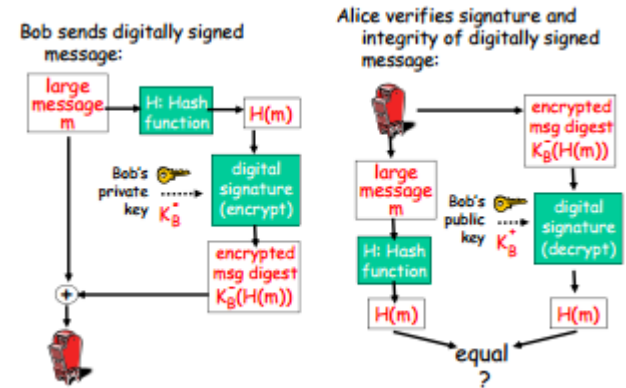 Bob sends digitally signed
message:
large
message
m
H: Hash
function
H(m)
Bob's
private
key K_B^-
digital
signature
(encrypt)
encrypted
msg digest
K_B^-(H(m))
+
Alice verifies signature and
integrity of digitally signed
message:
encrypted
msg digest
K_B^-(H(m))
large
message
m
Bob's
public
key K_B^+
digital
signature
(decrypt)
H: Hash
function
H(m)
H(m)
equal
?